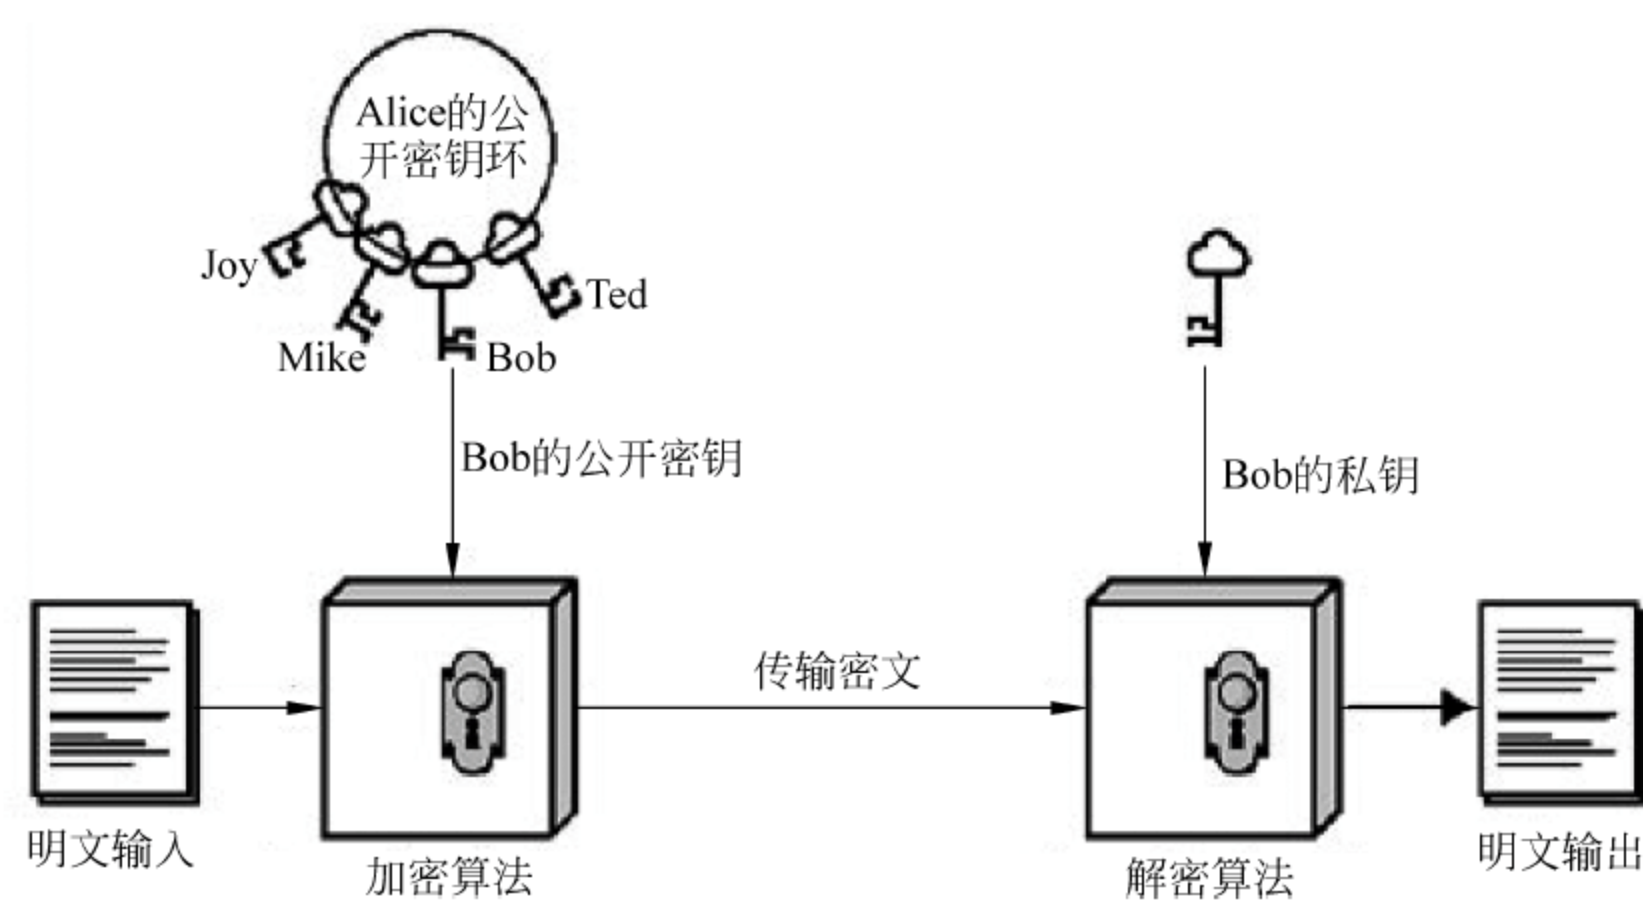 Alice的公
开密钥环
Joy
Mike
Bob
Ted
Bob的公开密钥
Bob的私钥
传输密文
明文输入
加密算法
解密算法
明文输出